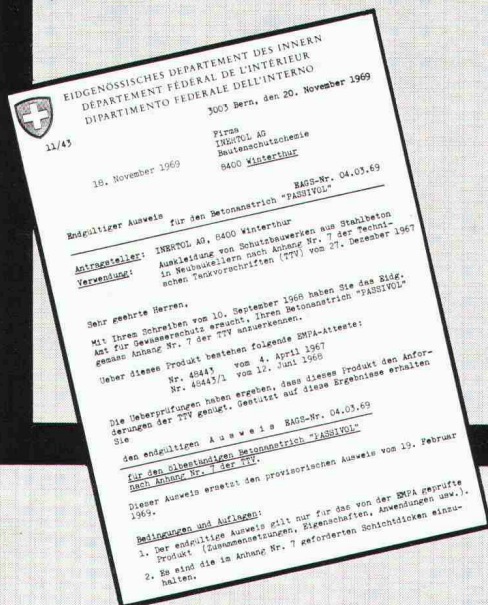 EIDGENÖSSISCHES DEPARTEMENT DES INNERN
DÉPARTEMENT FÉDÉRAL DE L'INTÉRIEUR
DIPARTIMENTO FEDERALE DELL'INTERNO
3003 Bern, den 20. November 1969
11/43
18. November 1969
Firma
INERTOL AG
Bautenschutzchemie
8400 Winterthur
Endgültiger Ausweis für den Betonanstrich "PASSIVOL" EAGS-Nr. 04.03.69
Antragsteller: INERTOL AG, 8400 Winterthur
Verwendung: Auskleidung von Schutzbauwerken aus Stahlbeton
in Neubaukellern nach Anhang Nr. 7 der Techni-
schen Tankvorschriften (TTV) vom 27. Dezember 1967
Sehr geehrte Herren,
Mit Ihrem Schreiben vom 10. September 1968 haben Sie das Eidg.
Amt für Gewässerschutz ersucht, Ihren Betonanstrich "PASSIVOL"
gemäss Anhang Nr. 7 der TTV anzuerkennen.
Ueber dieses Produkt bestehen folgende EMPA-Atteste:
Nr. 48443 vom 4. April 1967
Nr. 48443/1 vom 12. Juni 1968
Die Ueberprüfungen haben ergeben, dass dieses Produkt den Anfor-
derungen der TTV genügt. Gestützt auf diese Ergebnisse erhalten
Sie
den endgültigen A u s w e i s EAGS-Nr. 04.03.69
für den ölbeständigen Betonanstrich "PASSIVOL"
nach Anhang Nr. 7 der TTV.
Dieser Ausweis ersetzt den provisorischen Ausweis vom 19. Februar
1969.
Bedingungen und Auflagen:
1. Der endgültige Ausweis gilt nur für das von der EMPA geprüfte
Produkt (Zusammensetzungen, Eigenschaften, Anwendungen usw.).
2. Es sind die im Anhang Nr. 7 geforderten Schichtdicken einzu-
halten.